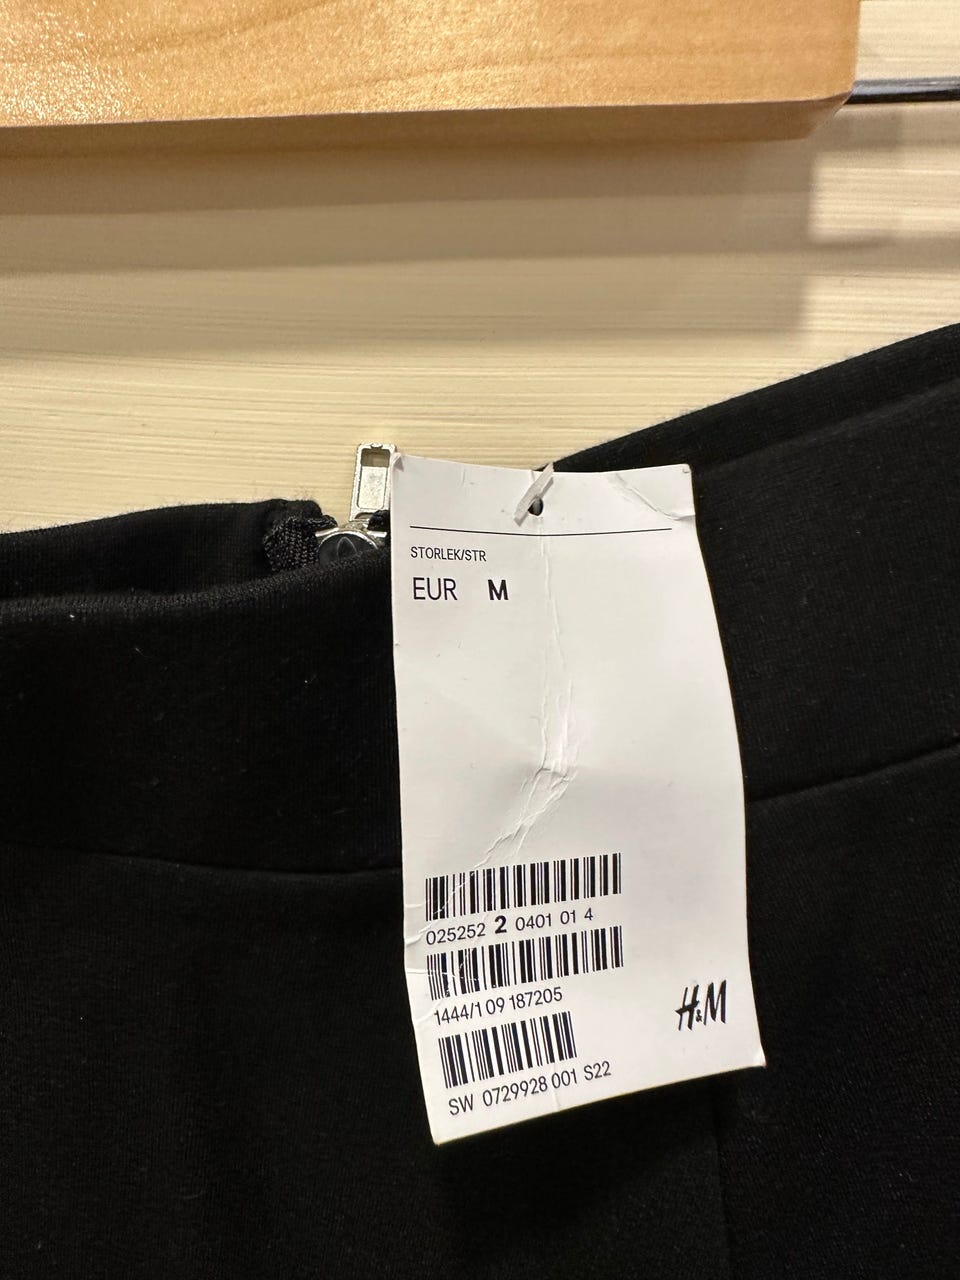 STORLEK/STR
EUR M
025252 2 0401 01 4
1444/1 09 187205
H&M
SW 0729928 001 S22